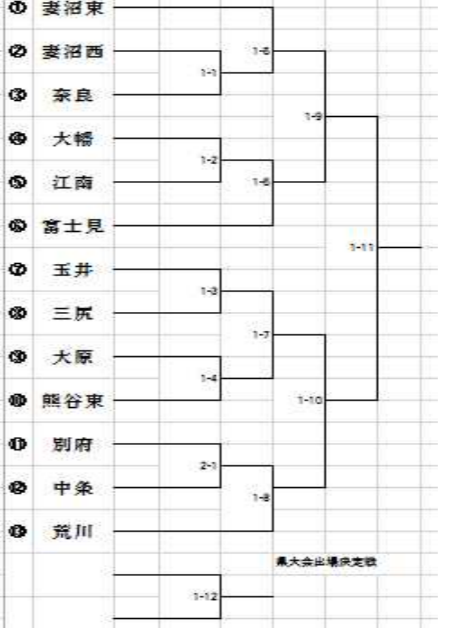 ① 妻沼東
② 妻沼西
③ 奈良
④ 大幡
⑤ 江南
⑥ 富士見
⑦ 玉井
⑧ 三尻
⑨ 大原
⑩ 熊谷東
⑪ 別府
⑫ 中条
⑬ 荒川
1-1
1-2
1-3
1-4
2-1
1-6
1-7
1-8
1-9
1-10
1-11
県大会出場決定戦
1-12